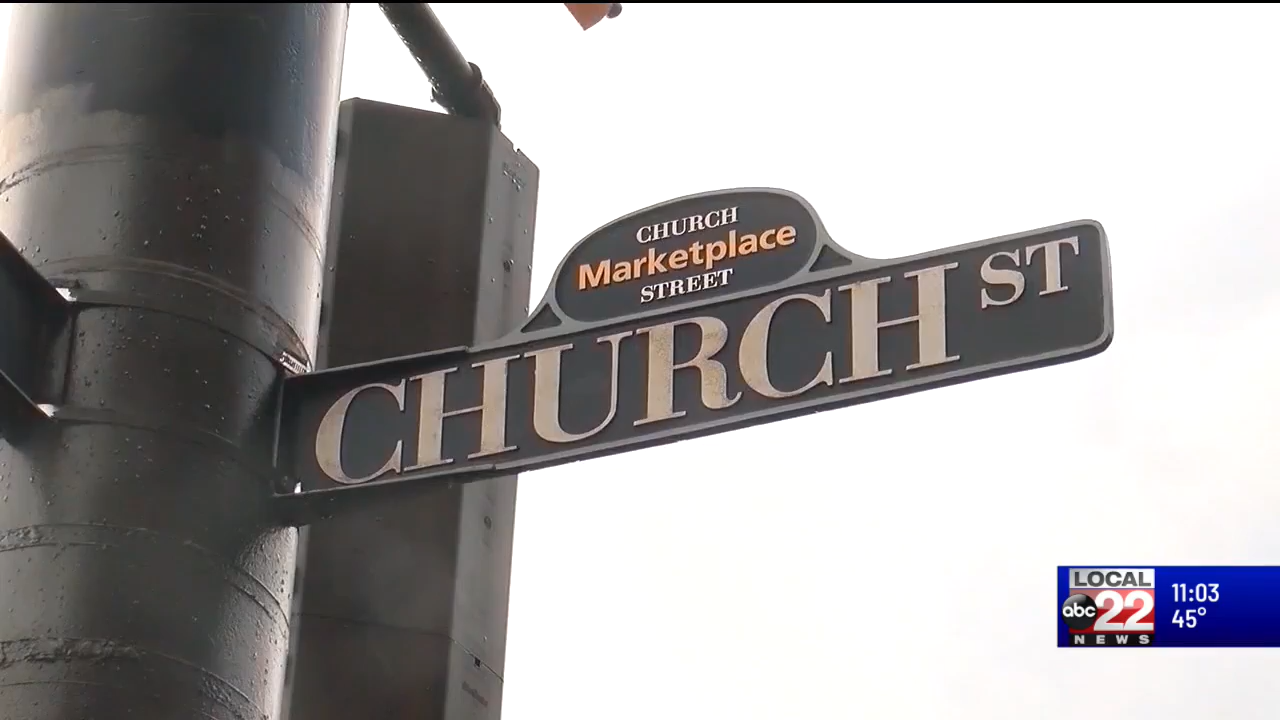 CHURCH
Marketplace
STREET
CHURCH ST
LOCAL
abc 22
NEWS
11:03
45°